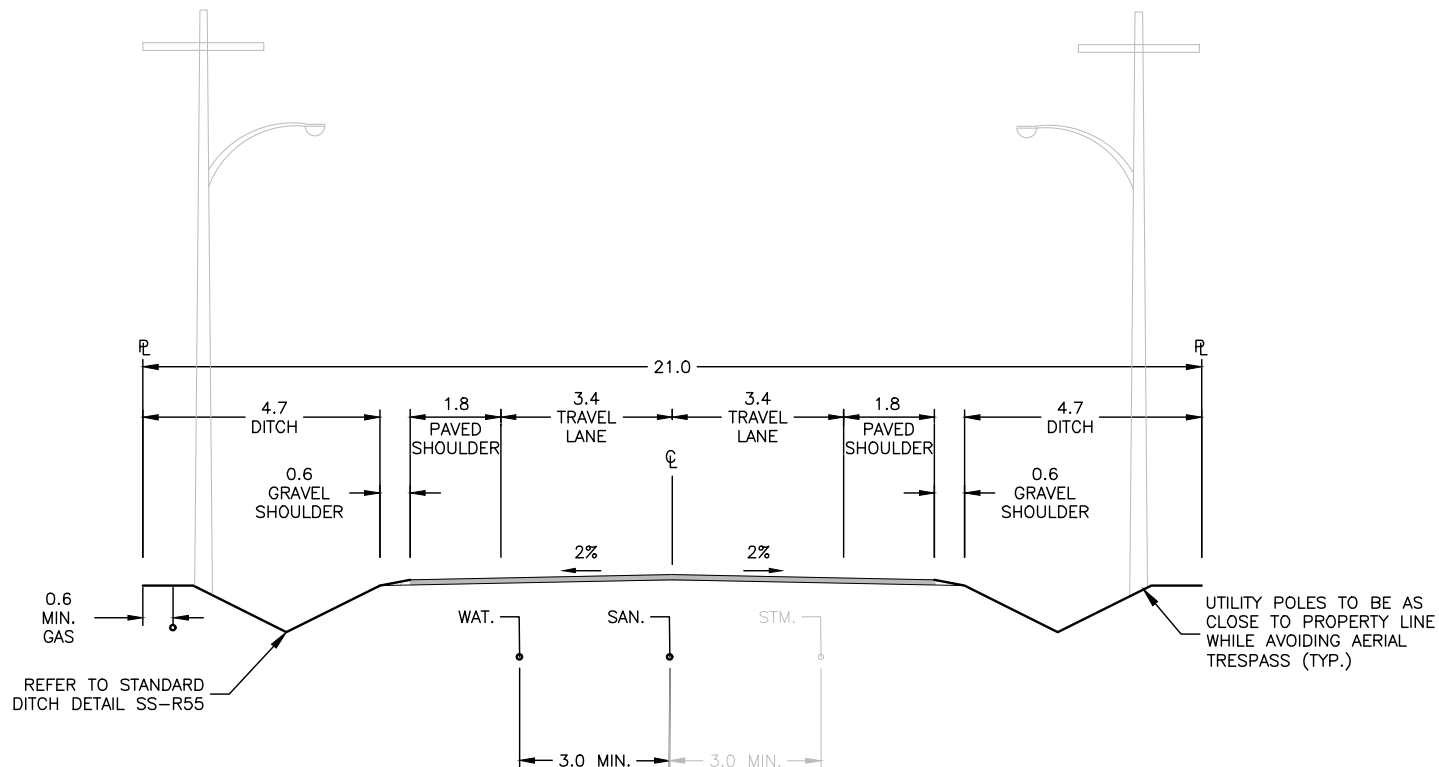 ℄
PL
PL
21.0
4.7
DITCH
1.8
PAVED
SHOULDER
3.4
TRAVEL
LANE
3.4
TRAVEL
LANE
1.8
PAVED
SHOULDER
4.7
DITCH
0.6
GRAVEL
SHOULDER
0.6
GRAVEL
SHOULDER
2%
2%
0.6
MIN.
GAS
WAT.
SAN.
STM.
UTILITY POLES TO BE AS
CLOSE TO PROPERTY LINE
WHILE AVOIDING AERIAL
TRESPASS (TYP.)
REFER TO STANDARD
DITCH DETAIL SS-R55
3.0 MIN.
3.0 MIN.